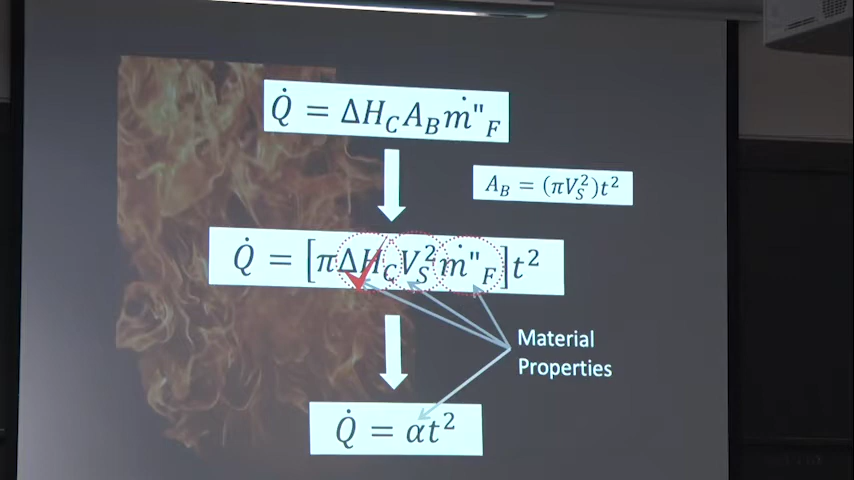 Q̇ = ΔH_C A_B ṁ"_F
A_B = (πV_S²)t²
Q̇ = [πΔH_C V_S² ṁ"_F]t²
Material
Properties
Q̇ = αt²